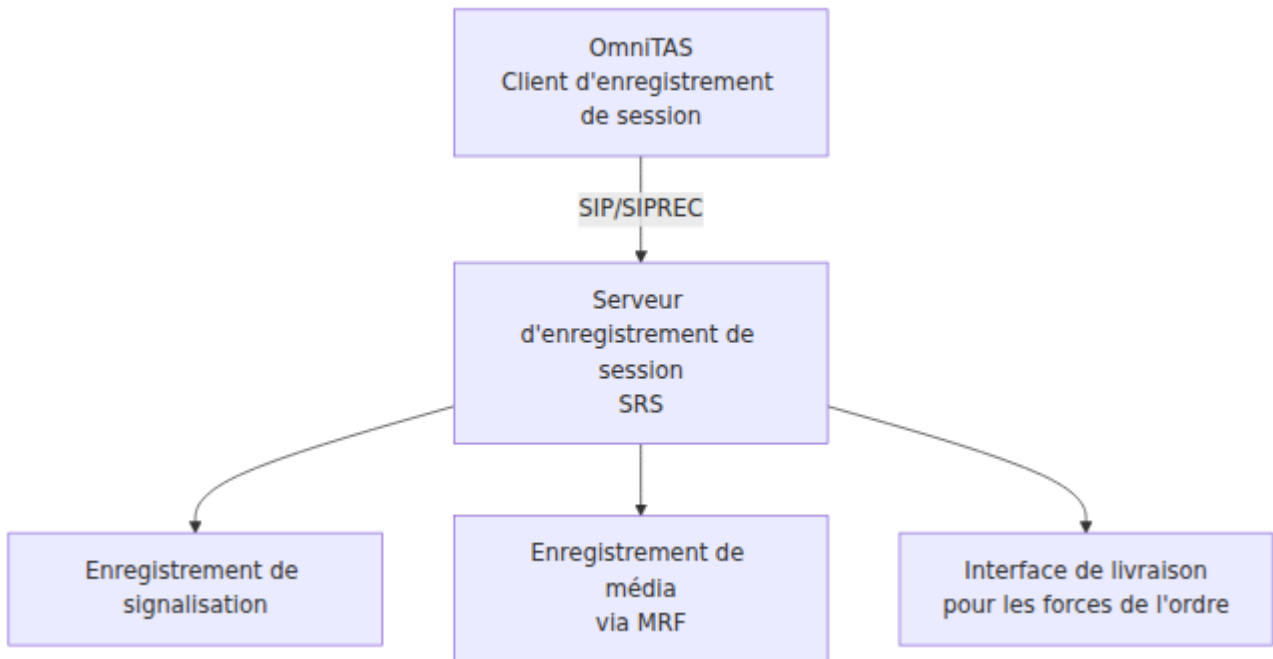 OmniTAS
Client d'enregistrement
de session
SIP/SIPREC
Serveur
d'enregistrement de
session
SRS
Enregistrement de
signalisation
Enregistrement de
média
via MRF
Interface de livraison
pour les forces de l'ordre